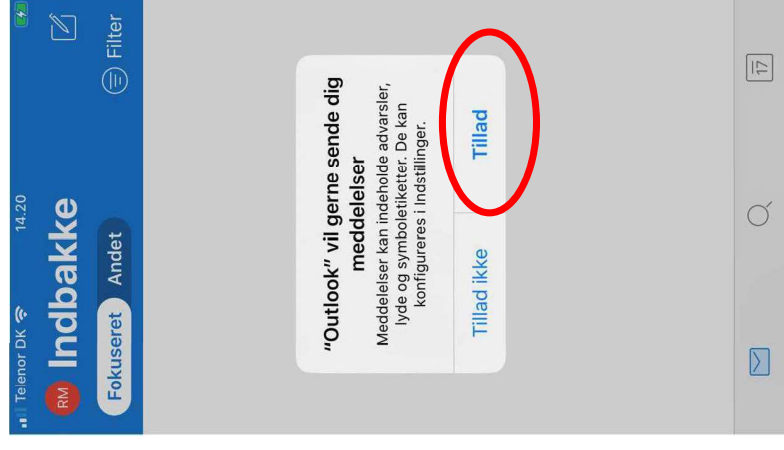 Telenor DK 14.20
RM Indbakke
Fokuseret Andet Filter
"Outlook" vil gerne sende dig
meddelelser
Meddelelser kan indeholde advarsler,
lyde og symboletiketter. De kan
konfigureres i Indstillinger.
Tillad ikke Tillad
17